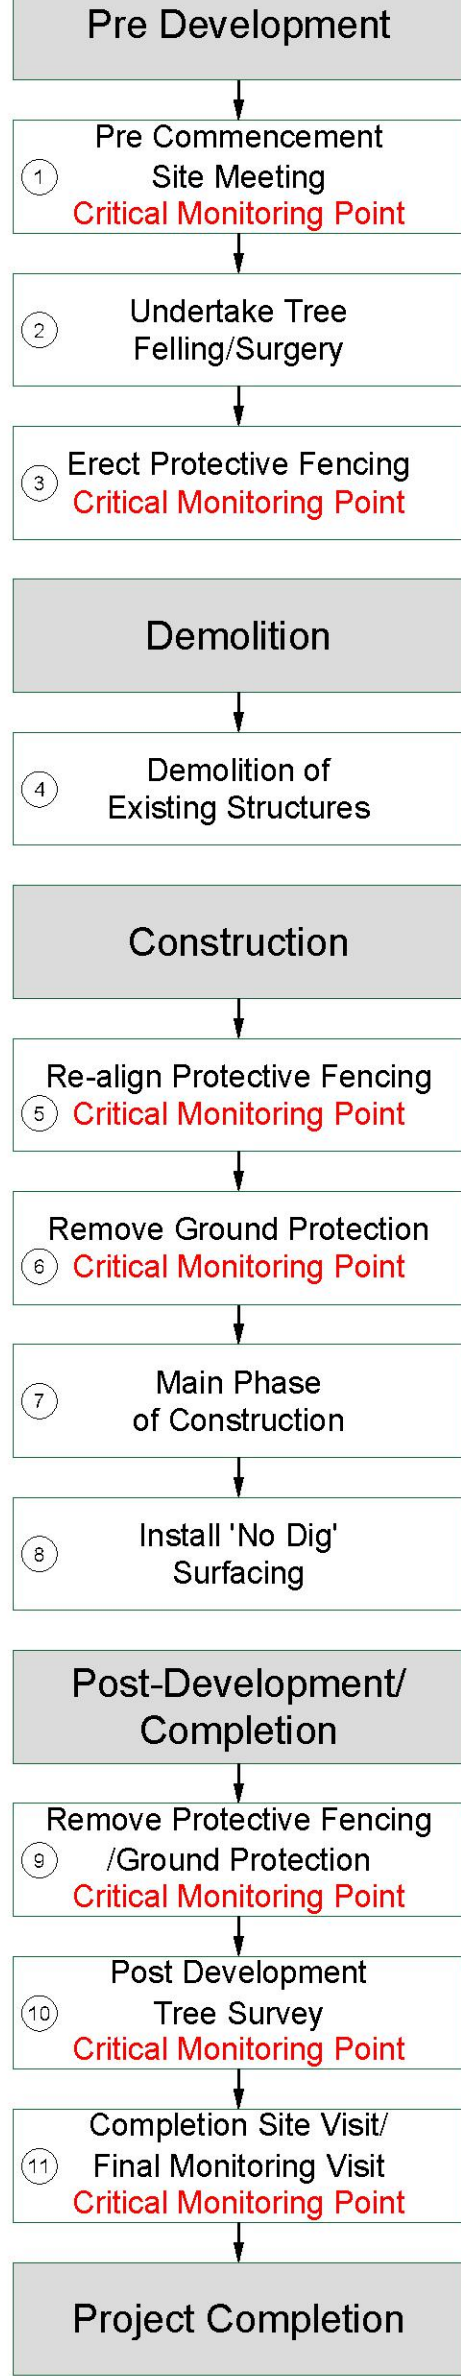 Pre Development
Pre Commencement
1
Site Meeting
Critical Monitoring Point
Undertake Tree
2
Felling/Surgery
Erect Protective Fencing
3
Critical Monitoring Point
Demolition
Demolition of
4
Existing Structures
Construction
Re-align Protective Fencing
5
Critical Monitoring Point
Remove Ground Protection
6
Critical Monitoring Point
Main Phase
7
of Construction
Install 'No Dig'
8
Surfacing
Post-Development/
Completion
Remove Protective Fencing
9
/Ground Protection
Critical Monitoring Point
Post Development
10
Tree Survey
Critical Monitoring Point
Completion Site Visit/
11
Final Monitoring Visit
Critical Monitoring Point
Project Completion